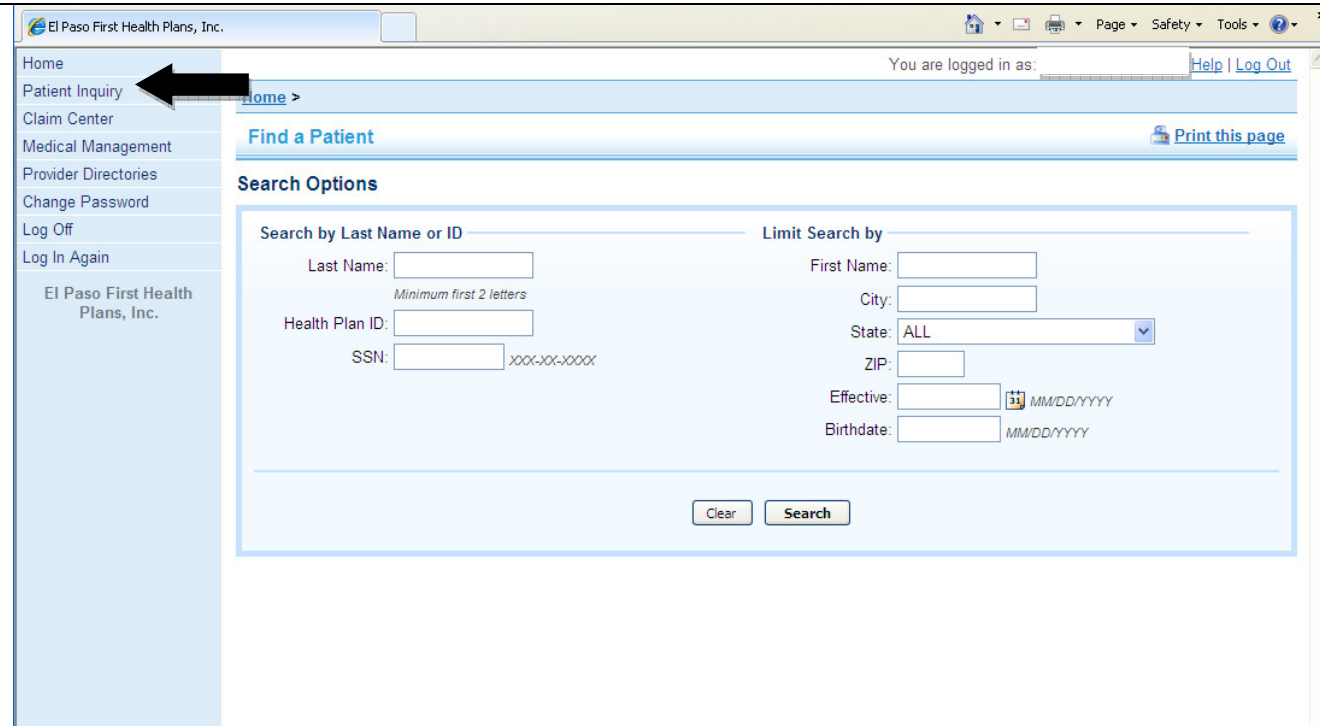 El Paso First Health Plans, Inc.
Page Safety Tools
Home
Patient Inquiry
Claim Center
Medical Management
Provider Directories
Change Password
Log Off
Log In Again
El Paso First Health
Plans, Inc.
You are logged in as: Help | Log Out
Home >
Find a Patient Print this page
Search Options
Search by Last Name or ID
Last Name:
Minimum first 2 letters
Health Plan ID:
SSN: XXX-XX-XXXX
Limit Search by
First Name:
City:
State: ALL
ZIP:
Effective: 31 MM/DD/YYYY
Birthdate: MM/DD/YYYY
Clear Search